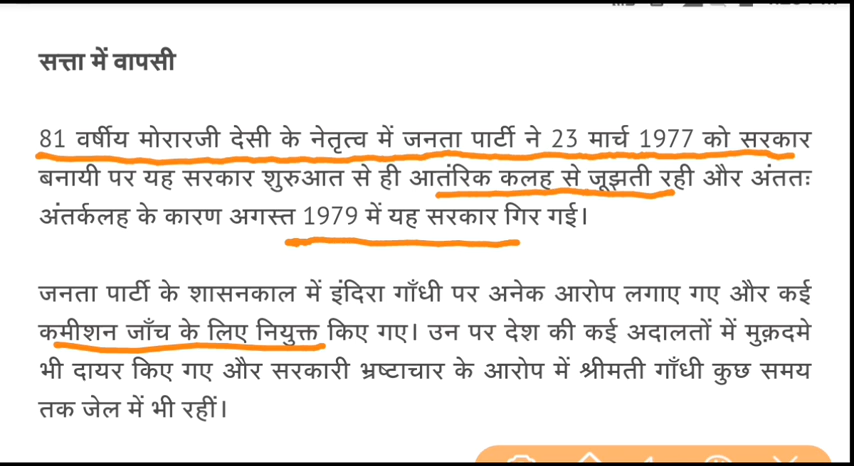 सत्ता में वापसी
81 वर्षीय मोरारजी देसी के नेतृत्व में जनता पार्टी ने 23 मार्च 1977 को सरकार
बनायी पर यह सरकार शुरुआत से ही आतंरिक कलह से जूझती रही और अंततः
अंतर्कलह के कारण अगस्त 1979 में यह सरकार गिर गई।
जनता पार्टी के शासनकाल में इंदिरा गाँधी पर अनेक आरोप लगाए गए और कई
कमीशन जाँच के लिए नियुक्त किए गए। उन पर देश की कई अदालतों में मुक़दमे
भी दायर किए गए और सरकारी भ्रष्टाचार के आरोप में श्रीमती गाँधी कुछ समय
तक जेल में भी रहीं।